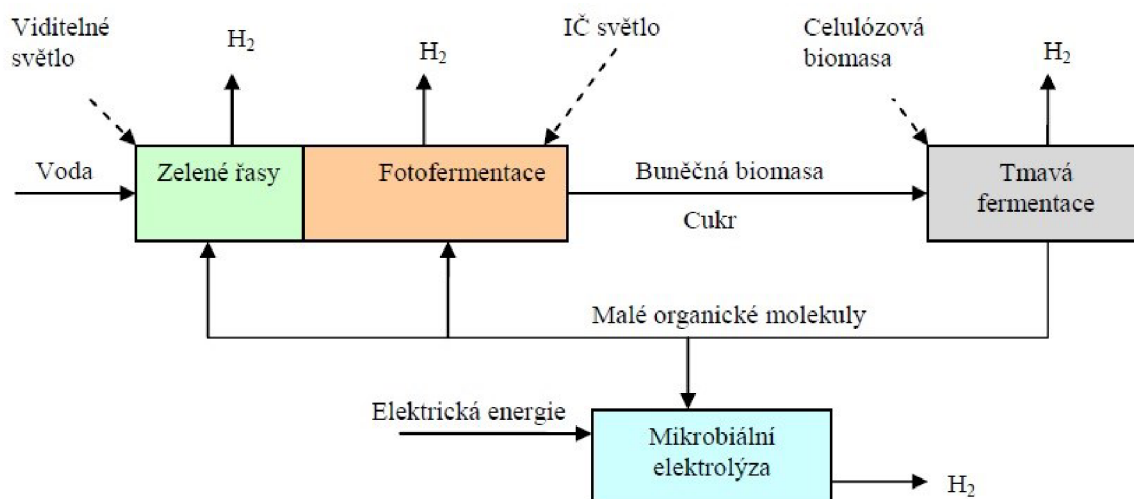 Viditelné
světlo
H2
H2
IČ světlo
Celulózová
biomasa
H2
Voda
Zelené řasy
Fotofermentace
Buněčná biomasa
Cukr
Tmavá
fermentace
Malé organické molekuly
Elektrická energie
Mikrobiální
elektrolýza
H2